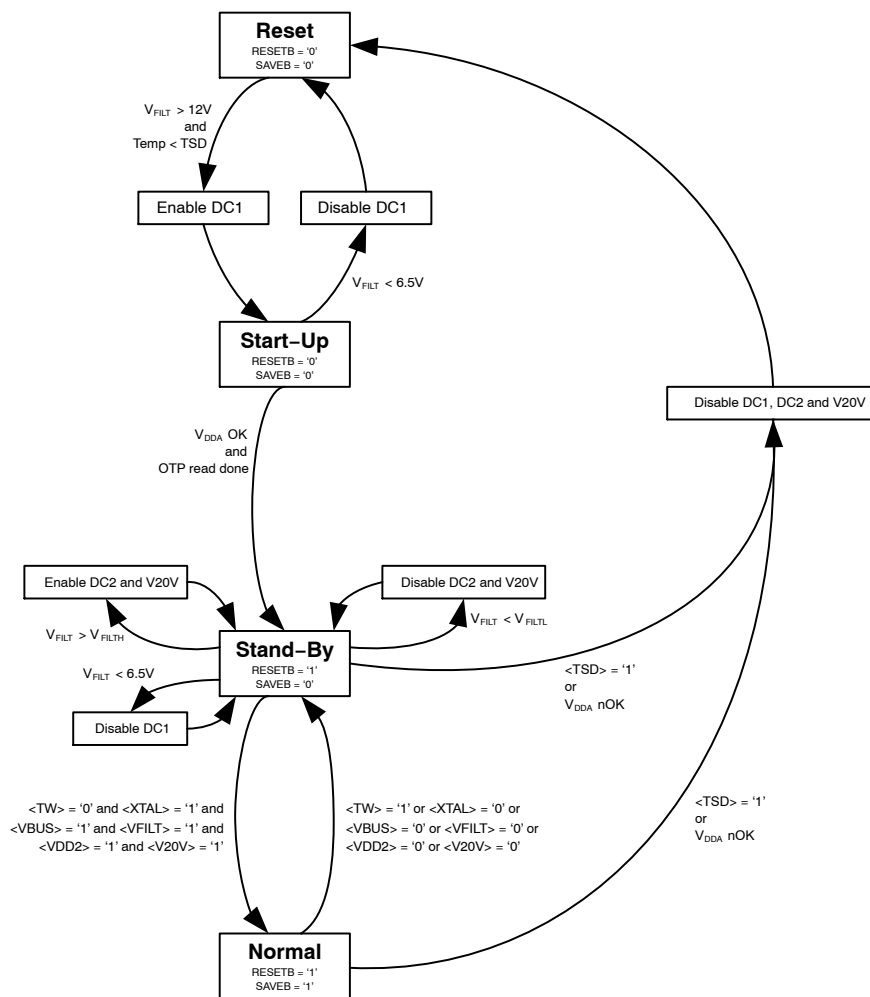 Reset
RESETB = ‘0’
SAVEB = ‘0’
VFILT > 12V
and
Temp < TSD
Enable DC1
Disable DC1
VFILT < 6.5V
Start−Up
RESETB = ‘0’
SAVEB = ‘0’
Disable DC1, DC2 and V20V
VDDA OK
and
OTP read done
Enable DC2 and V20V
Disable DC2 and V20V
VFILT > VFILTH
VFILT < VFILTL
Stand−By
RESETB = ‘1’
SAVEB = ‘0’
VFILT < 6.5V
Disable DC1
<TSD> = ‘1’
or
VDDA nOK
<TW> = ‘0’ and <XTAL> = ‘1’ and
<VBUS> = ‘1’ and <VFILT> = ‘1’ and
<VDD2> = ‘1’ and <V20V> = ‘1’
<TW> = ‘1’ or <XTAL> = ‘0’ or
<VBUS> = ‘0’ or <VFILT> = ‘0’ or
<VDD2> = ‘0’ or <V20V> = ‘0’
<TSD> = ‘1’
or
VDDA nOK
Normal
RESETB = ‘1’
SAVEB = ‘1’